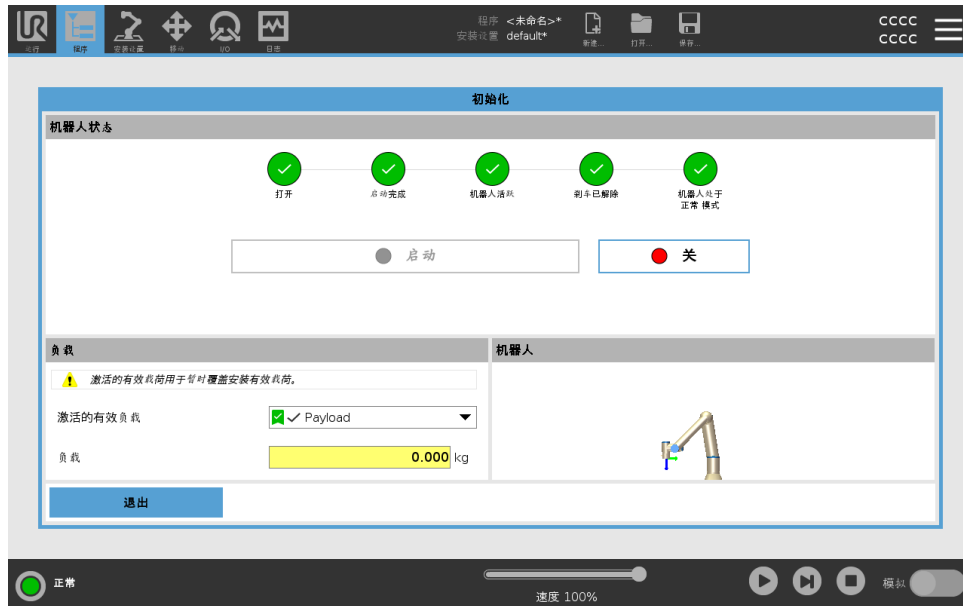 UR
程序 <未命名>*
安装设置 default*
cccc
cccc
运行
程序
安装设置
移动
I/O
日志
新建...
打开...
保存...
初始化
机器人状态
打开
启动完成
机器人活跃
刹车已解除
机器人处于
正常 模式
启动
关
负载
机器人
激活的有效载荷用于暂时覆盖安装有效载荷。
激活的有效负载
Payload
负载
0.000 kg
退出
正常
速度 100%
模拟